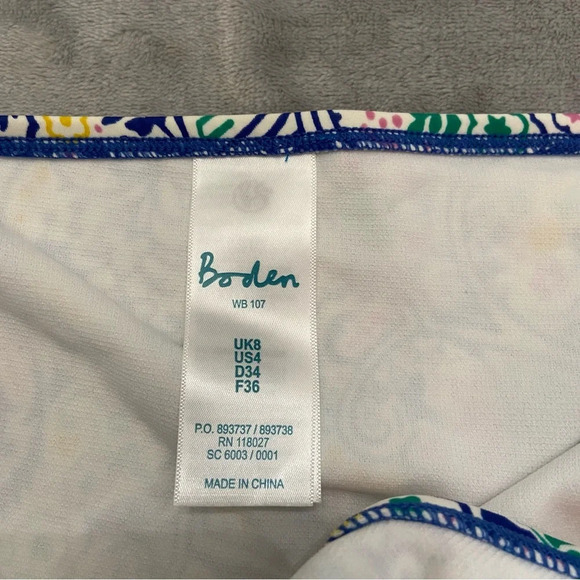 Boden
WB 107
UK8
US4
D34
F36
P.O. 893737 / 893738
RN 118027
SC 6003 / 0001
MADE IN CHINA